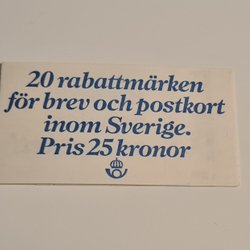 20 rabattmärken
för brev och postkort
inom Sverige.
Pris 25 kronor